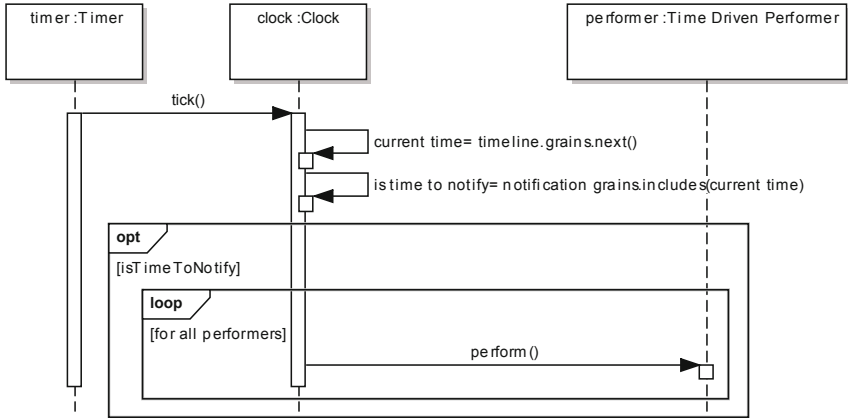 timer :Timer
clock :Clock
performer :Time Driven Performer
tick()
current time= timeline.grains.next()
is time to notify= notification grains.includes(current time)
opt
[isTimeToNotify]
loop
[for all performers]
perform()